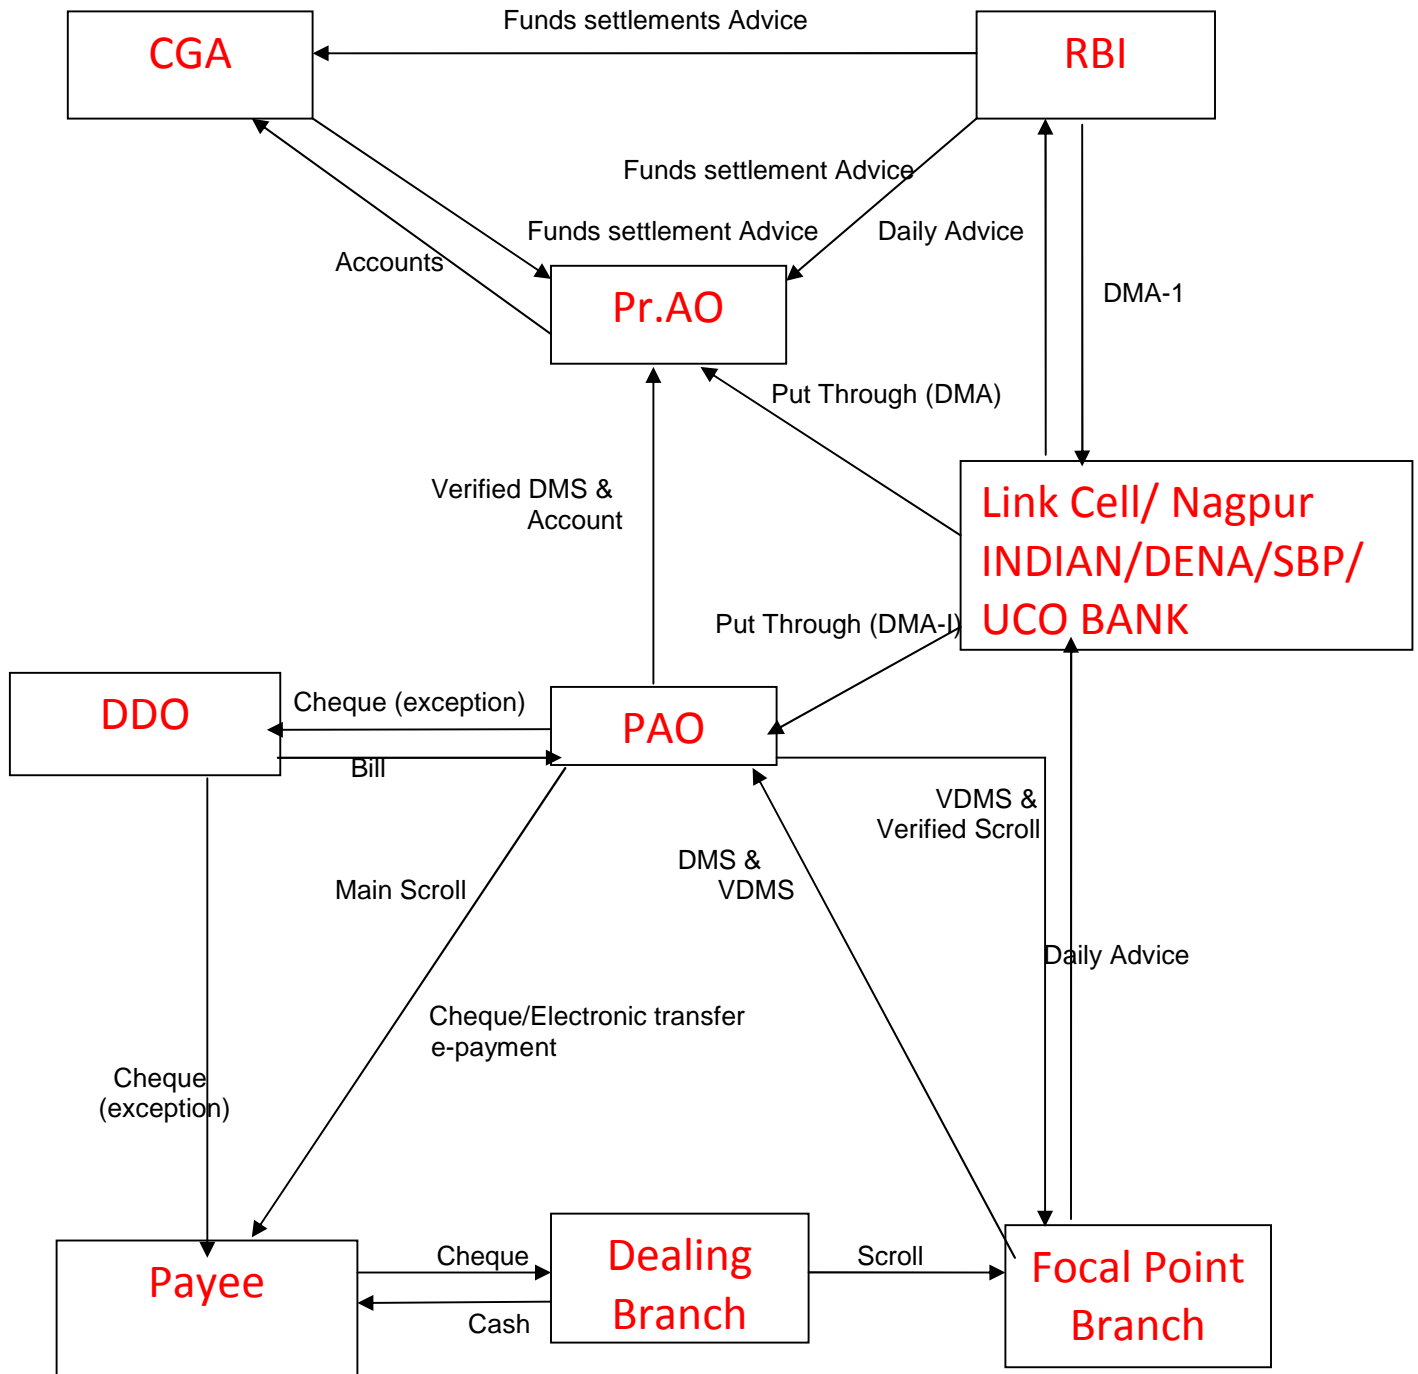 Funds settlements Advice
CGA
RBI
Funds settlement Advice
Funds settlement Advice
Daily Advice
Accounts
DMA-1
Pr.AO
Put Through (DMA)
Verified DMS &
Account
Link Cell/ Nagpur
INDIAN/DENA/SBP/
UCO BANK
Put Through (DMA-I)
DDO
Cheque (exception)
PAO
Bill
VDMS &
Verified Scroll
DMS &
VDMS
Main Scroll
Daily Advice
Cheque/Electronic transfer
e-payment
Cheque
(exception)
Payee
Cheque
Cash
Dealing
Branch
Scroll
Focal Point
Branch